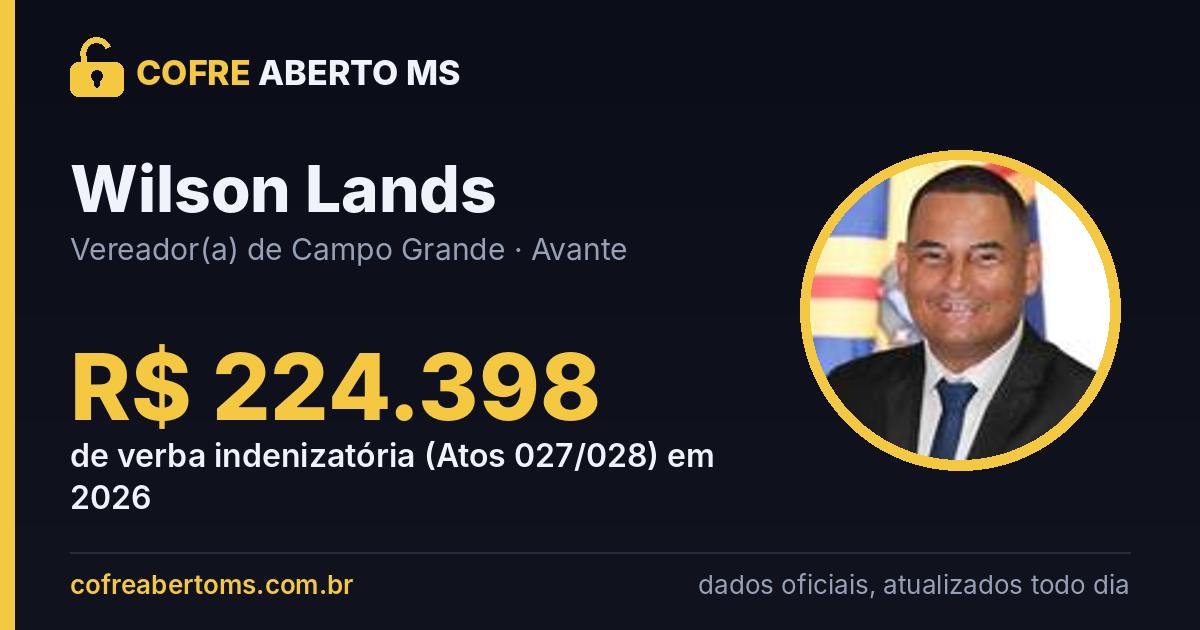 COFRE ABERTO MS
Wilson Lands
Vereador(a) de Campo Grande · Avante
R$ 224.398
de verba indenizatória (Atos 027/028) em
2026
cofreabertoms.com.br
dados oficiais, atualizados todo dia